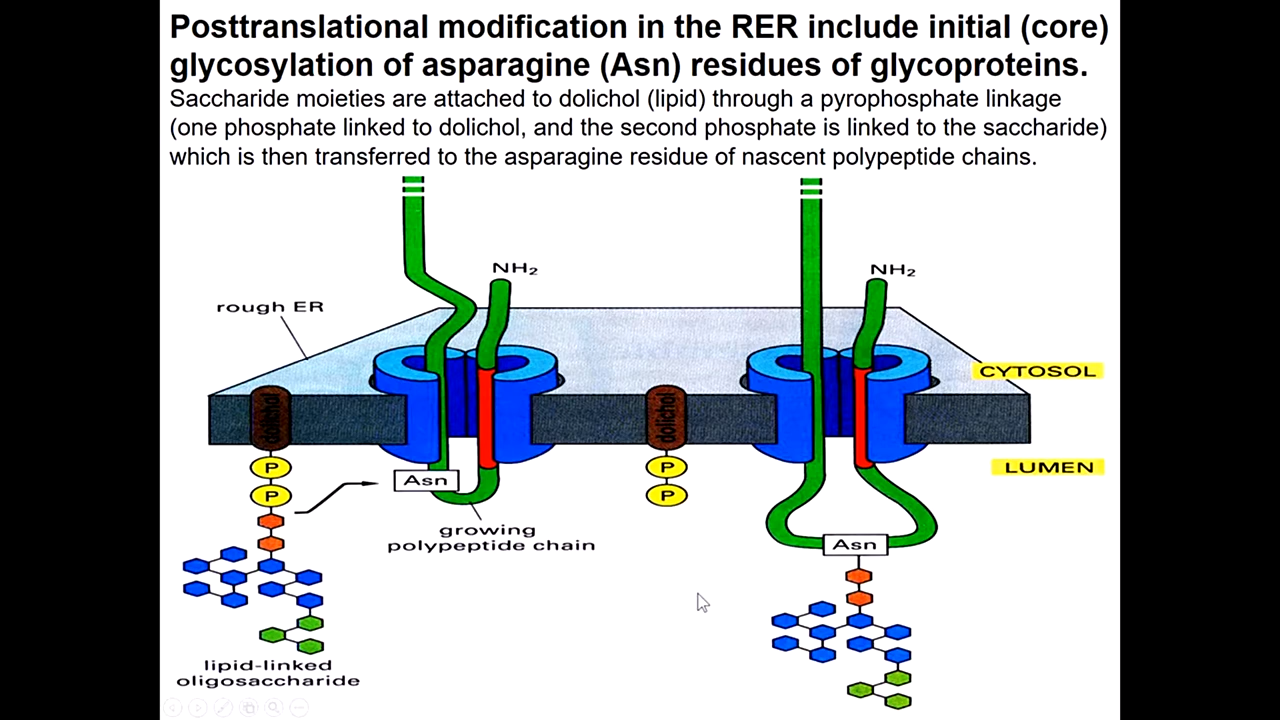 Posttranslational modification in the RER include initial (core)
glycosylation of asparagine (Asn) residues of glycoproteins.
Saccharide moieties are attached to dolichol (lipid) through a pyrophosphate linkage
(one phosphate linked to dolichol, and the second phosphate is linked to the saccharide)
which is then transferred to the asparagine residue of nascent polypeptide chains.
NH₂
NH₂
rough ER
CYTOSOL
dolichol
dolichol
P
P
LUMEN
Asn
P
P
growing
polypeptide chain
Asn
lipid-linked
oligosaccharide